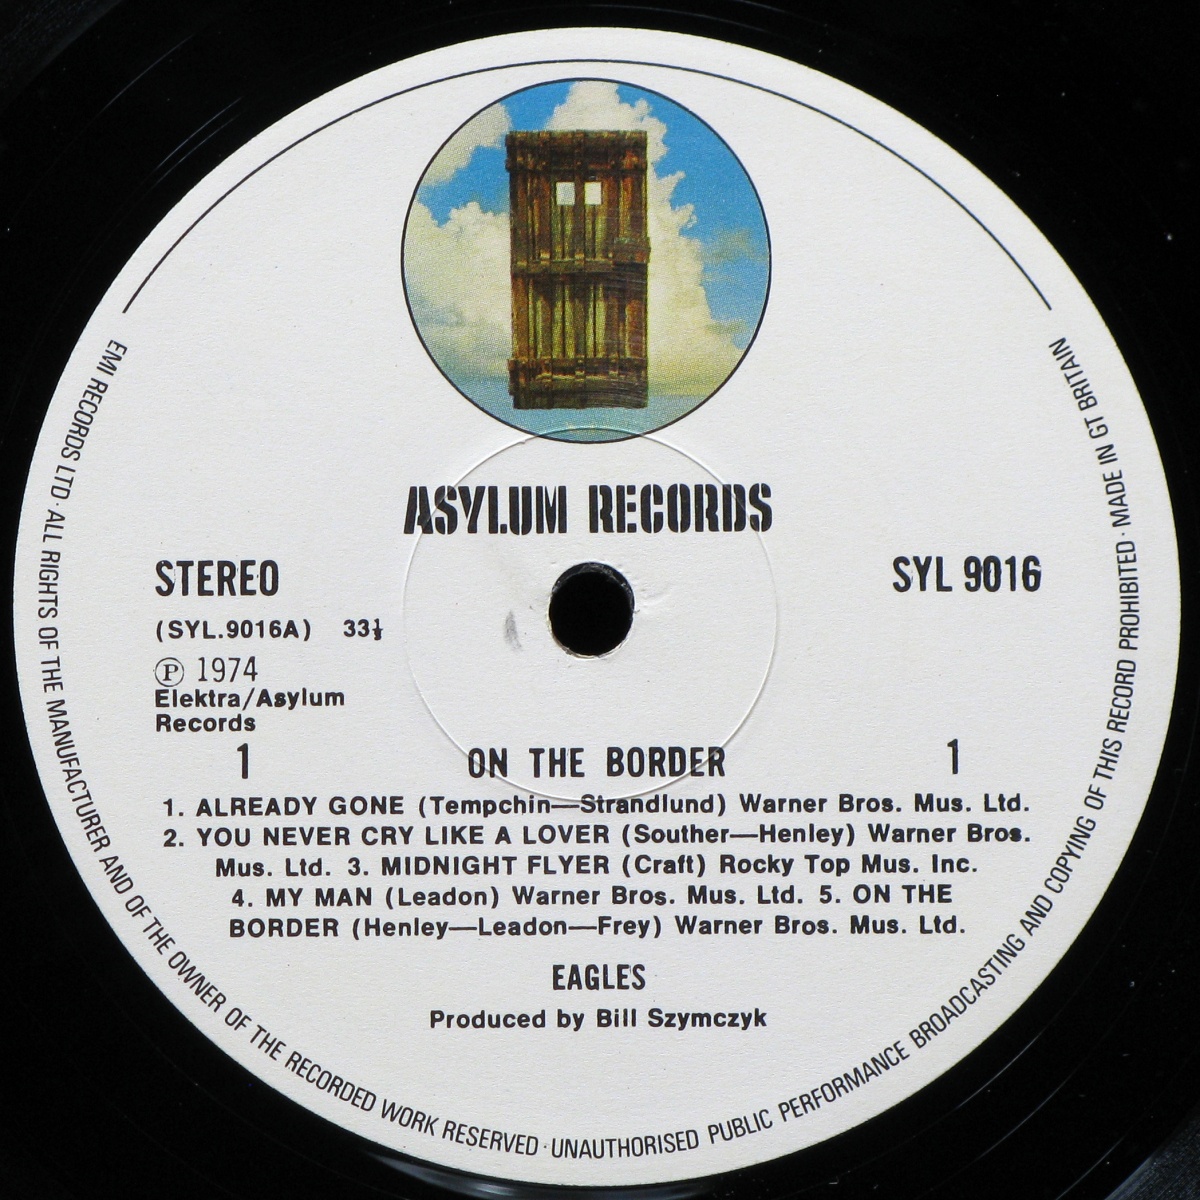 ASYLUM RECORDS
STEREO
SYL 9016
(SYL.9016A) 33⅓
℗ 1974
Elektra/Asylum
Records
1 ON THE BORDER 1
1. ALREADY GONE (Tempchin—Strandlund) Warner Bros. Mus. Ltd.
2. YOU NEVER CRY LIKE A LOVER (Souther—Henley) Warner Bros.
Mus. Ltd. 3. MIDNIGHT FLYER (Craft) Rocky Top Mus. Inc.
4. MY MAN (Leadon) Warner Bros. Mus. Ltd. 5. ON THE
BORDER (Henley—Leadon—Frey) Warner Bros. Mus. Ltd.
EAGLES
Produced by Bill Szymczyk
EMI RECORDS LTD · ALL RIGHTS OF THE MANUFACTURER AND OF THE OWNER OF THE RECORDED WORK RESERVED · UNAUTHORISED PUBLIC PERFORMANCE BROADCASTING AND COPYING OF THIS RECORD PROHIBITED · MADE IN GT BRITAIN